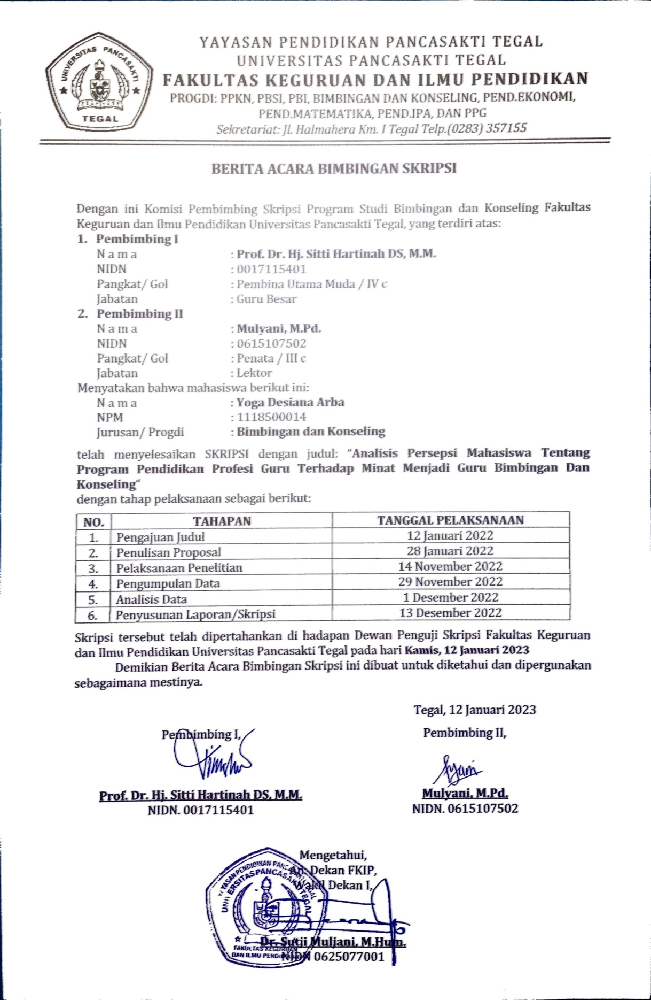 UNIVERSITAS PANCASAKTI
TEGAL
YAYASAN PENDIDIKAN PANCASAKTI TEGAL
UNIVERSITAS PANCASAKTI TEGAL
FAKULTAS KEGURUAN DAN ILMU PENDIDIKAN
PROGDI: PPKN, PBSI, PBI, BIMBINGAN DAN KONSELING, PEND.EKONOMI,
PEND.MATEMATIKA, PEND.IPA, DAN PPG
Sekretariat: Jl. Halmahera Km. I Tegal Telp.(0283) 357155
BERITA ACARA BIMBINGAN SKRIPSI
Dengan ini Komisi Pembimbing Skripsi Program Studi Bimbingan dan Konseling Fakultas
Keguruan dan Ilmu Pendidikan Universitas Pancasakti Tegal, yang terdiri atas:
1. Pembimbing I
N a m a : Prof. Dr. Hj. Sitti Hartinah DS, M.M.
NIDN : 0017115401
Pangkat/ Gol : Pembina Utama Muda / IV c
Jabatan : Guru Besar
2. Pembimbing II
N a m a : Mulyani, M.Pd.
NIDN : 0615107502
Pangkat/ Gol : Penata / III c
Jabatan : Lektor
Menyatakan bahwa mahasiswa berikut ini:
N a m a : Yoga Desiana Arba
NPM : 1118500014
Jurusan/ Progdi : Bimbingan dan Konseling
telah menyelesaikan SKRIPSI dengan judul: “Analisis Persepsi Mahasiswa Tentang
Program Pendidikan Profesi Guru Terhadap Minat Menjadi Guru Bimbingan Dan
Konseling“
dengan tahap pelaksanaan sebagai berikut:
NO. TAHAPAN TANGGAL PELAKSANAAN
1. Pengajuan Judul 12 Januari 2022
2. Penulisan Proposal 28 Januari 2022
3. Pelaksanaan Penelitian 14 November 2022
4. Pengumpulan Data 29 November 2022
5. Analisis Data 1 Desember 2022
6. Penyusunan Laporan/Skripsi 13 Desember 2022
Skripsi tersebut telah dipertahankan di hadapan Dewan Penguji Skripsi Fakultas Keguruan
dan Ilmu Pendidikan Universitas Pancasakti Tegal pada hari Kamis, 12 Januari 2023
Demikian Berita Acara Bimbingan Skripsi ini dibuat untuk diketahui dan dipergunakan
sebagaimana mestinya.
Tegal, 12 Januari 2023
Pembimbing I, Pembimbing II,
Prof. Dr. Hj. Sitti Hartinah DS, M.M. Mulyani, M.Pd.
NIDN. 0017115401 NIDN. 0615107502
Mengetahui,
An. Dekan FKIP,
Wakil Dekan I,
YAYASAN PENDIDIKAN PANCASAKTI TEGAL
UNIVERSITAS PANCASAKTI TEGAL
Dr. Sutji Muljani, M.Hum.
NIDN 0625077001
FAKULTAS KEGURUAN
DAN ILMU PENDIDIKAN